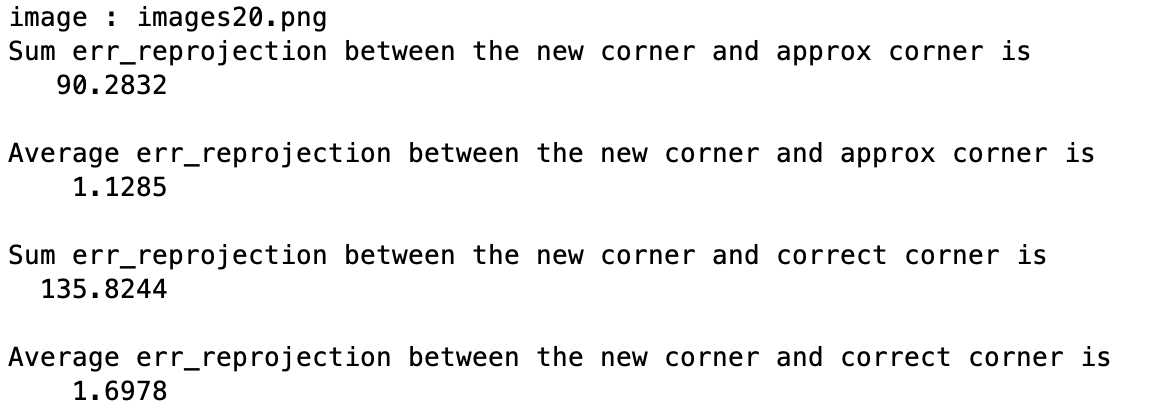 image : images20.png
Sum err_reprojection between the new corner and approx corner is
90.2832
Average err_reprojection between the new corner and approx corner is
1.1285
Sum err_reprojection between the new corner and correct corner is
135.8244
Average err_reprojection between the new corner and correct corner is
1.6978